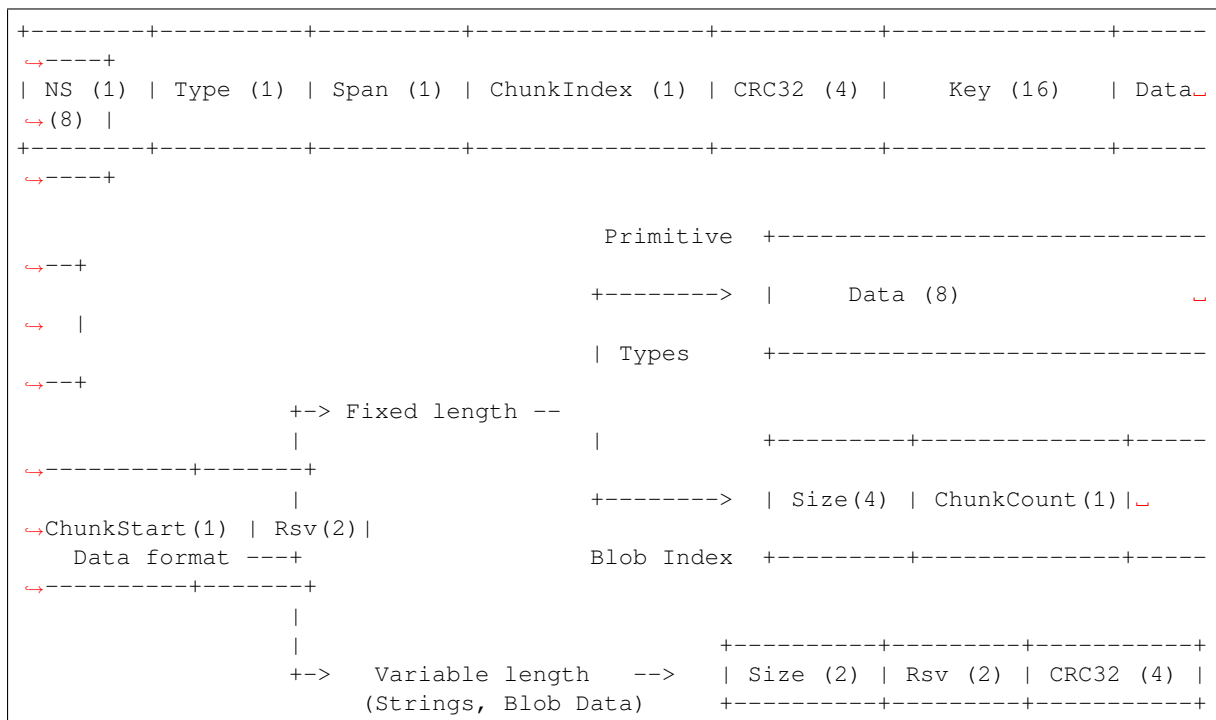 +--------+----------+----------+----------------+-----------+---------------+------
↪----+
| NS (1) | Type (1) | Span (1) | ChunkIndex (1) | CRC32 (4) |    Key (16)   | Data␣
↪(8) |
+--------+----------+----------+----------------+-----------+---------------+------
↪----+
                                         Primitive  +------------------------------
↪--+
                                        +-------->  |     Data (8)                 ␣
↪  |
                                        | Types     +------------------------------
↪--+
                   +-> Fixed length --
                   |                    |           +---------+--------------+-----
↪----------+-------+
                   |                    +-------->  | Size(4) | ChunkCount(1)|␣
↪ChunkStart(1) | Rsv(2)|
    Data format ---+                    Blob Index  +---------+--------------+-----
↪----------+-------+
                   |
                   |                             +----------+---------+-----------+
                   +->   Variable length   -->   | Size (2) | Rsv (2) | CRC32 (4) |
                        (Strings, Blob Data)     +----------+---------+-----------+